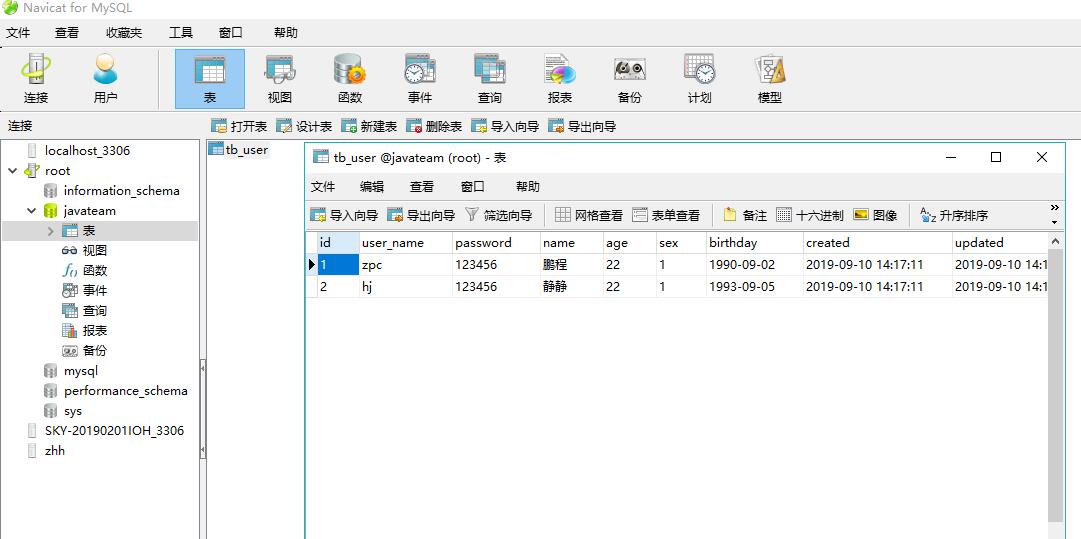 Navicat for MySQL
文件 查看 收藏夹 工具 窗口 帮助
连接 用户 表 视图 函数 事件 查询 报表 备份 计划 模型
连接 打开表 设计表 新建表 删除表 导入向导 导出向导
localhost_3306
root
information_schema
javateam
表
视图
函数
事件
查询
报表
备份
mysql
performance_schema
sys
SKY-20190201IOH_3306
zhh
tb_user
tb_user @javateam (root) - 表
文件 编辑 查看 窗口 帮助
导入向导 导出向导 筛选向导 网格查看 表单查看 备注 十六进制 图像 升序排序
id user_name password name age sex birthday created updated
1 zpc 123456 鹏程 22 1 1990-09-02 2019-09-10 14:17:11 2019-09-10 14:1
2 hj 123456 静静 22 1 1993-09-05 2019-09-10 14:17:11 2019-09-10 14:1